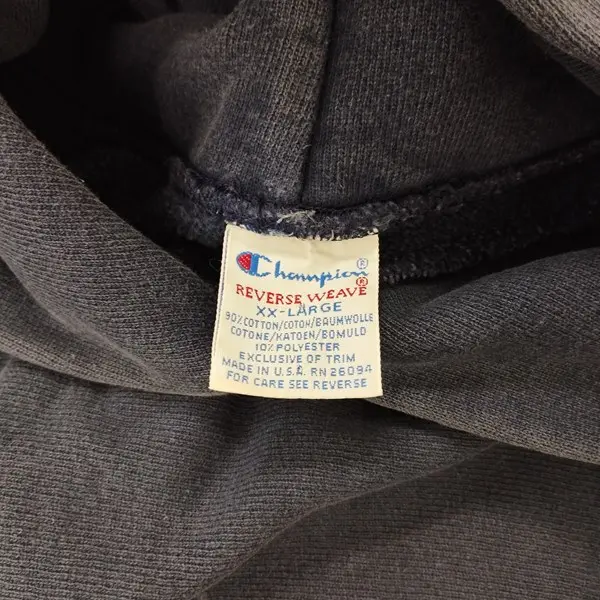 Champion®
REVERSE WEAVE®
XX-LARGE
90% COTTON/COTON/BAUMWOLLE
COTONE/KATOEN/BOMULD
10% POLYESTER
EXCLUSIVE OF TRIM
MADE IN U.S.A. RN 26094
FOR CARE SEE REVERSE